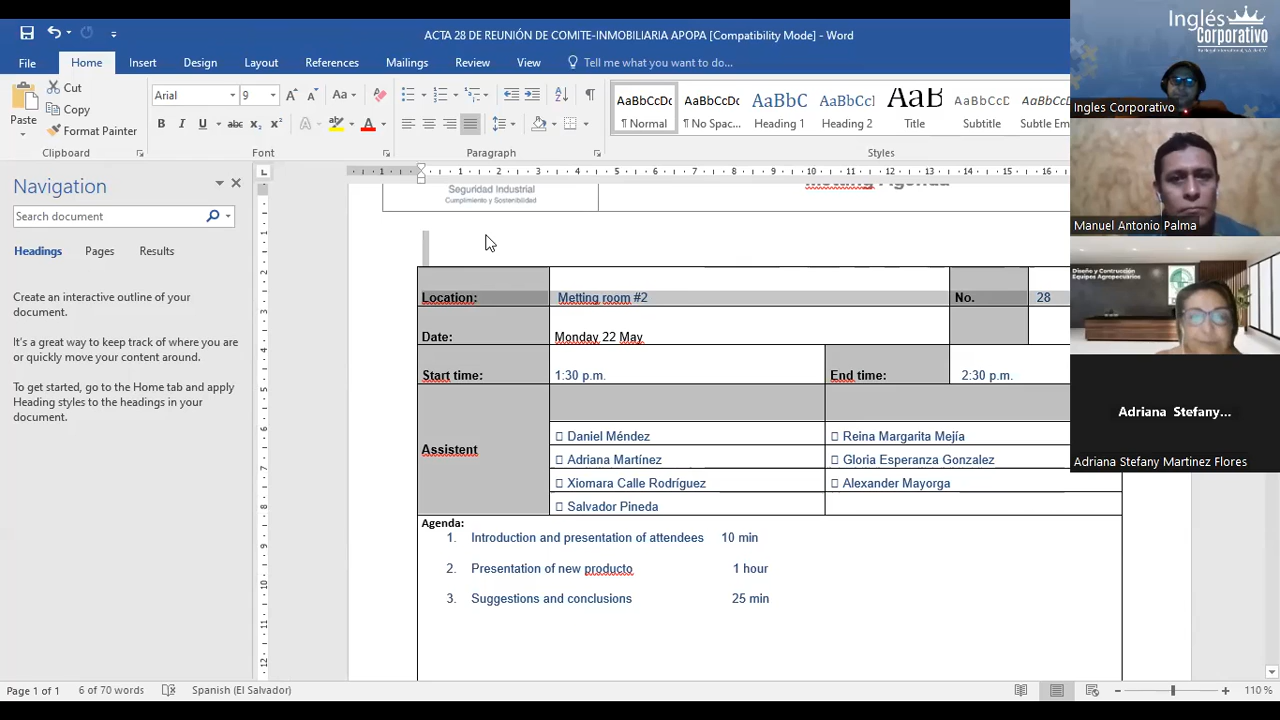 ACTA 28 DE REUNIÓN DE COMITE-INMOBILIARIA APOPA [Compatibility Mode] - Word
File Home Insert Design Layout References Mailings Review View Tell me what you want to do...
Paste
Cut
Copy
Format Painter
Clipboard
Arial 9
Font
Paragraph
AaBbCcDc ¶ Normal
AaBbCcDc ¶ No Spac...
AaBbC Heading 1
AaBbCc Heading 2
AaB Title
AaBbCcD Subtitle
AaBbCcDc Subtle Em
Styles
Inglés
Corporativo
Ingles Corporativo
Manuel Antonio Palma
Diseño y Contrucción
Equipos Agropecuarios
Adriana Stefany...
Adriana Stefany Martinez Flores
Navigation
Search document
Headings Pages Results
Create an interactive outline of your
document.
It's a great way to keep track of where you are
or quickly move your content around.
To get started, go to the Home tab and apply
Heading styles to the headings in your
document.
Seguridad Industrial
Cumplimiento y Sostenibilidad
Metting Agenda
Location: Metting room #2 No. 28
Date: Monday 22 May
Start time: 1:30 p.m. End time: 2:30 p.m.
Assistent
Daniel Méndez Reina Margarita Mejía
Adriana Martínez Gloria Esperanza Gonzalez
Xiomara Calle Rodríguez Alexander Mayorga
Salvador Pineda
Agenda:
1. Introduction and presentation of attendees 10 min
2. Presentation of new producto 1 hour
3. Suggestions and conclusions 25 min
Page 1 of 1 6 of 70 words Spanish (El Salvador) 110 %